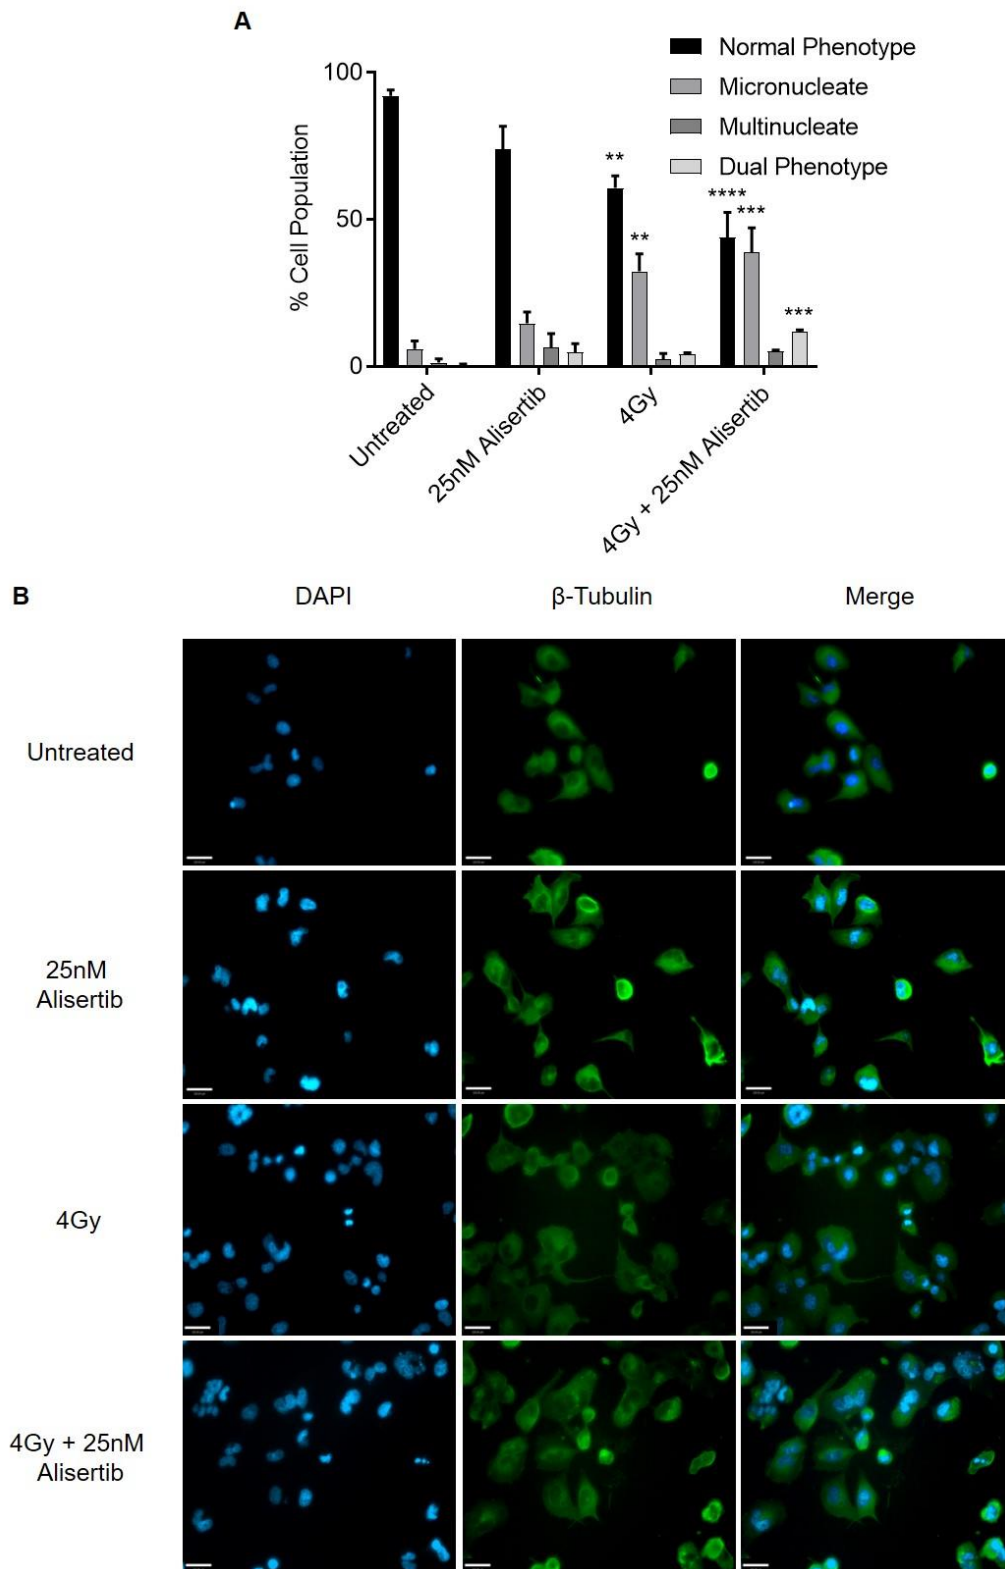 A
Normal Phenotype
Micronucleate
Multinucleate
Dual Phenotype
100
50
0
% Cell Population
**
**
****
***
***
Untreated
25nM Alisertib
4Gy
4Gy + 25nM Alisertib
B
DAPI
β-Tubulin
Merge
Untreated
25nM
Alisertib
4Gy
4Gy + 25nM
Alisertib